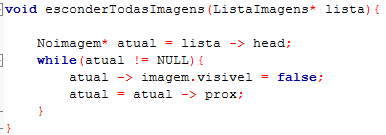 void esconderTodasImagens(ListaImagens* lista){
Noimagem* atual = lista -> head;
while(atual != NULL){
atual -> imagem.visivel = false;
atual = atual -> prox;
}
}